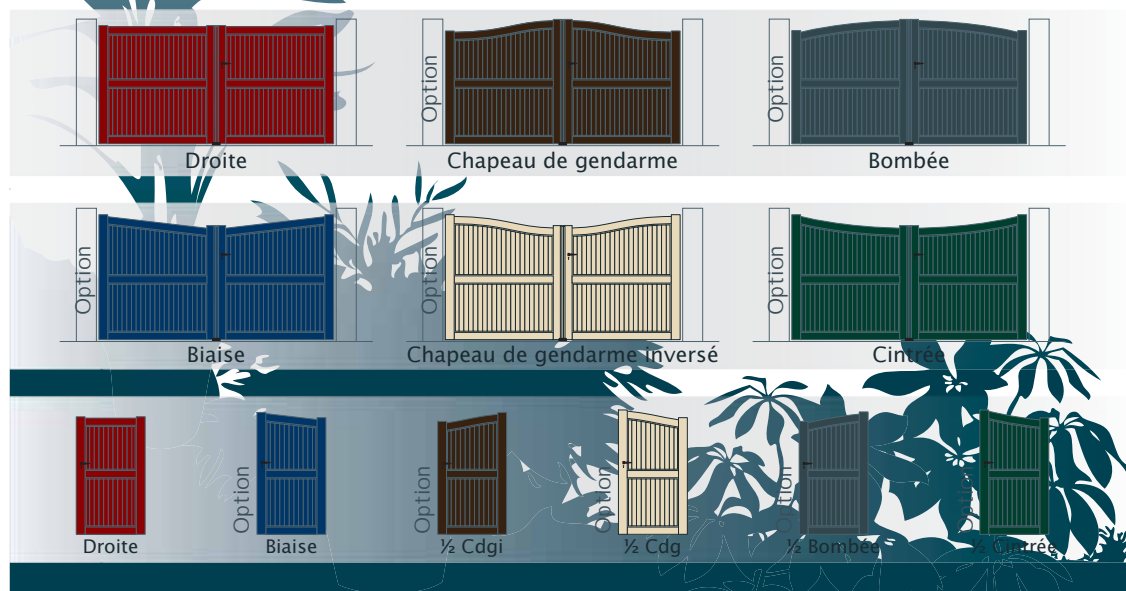 Option
Option
Droite
Chapeau de gendarme
Bombée
Option
Option
Option
Biaise
Chapeau de gendarme inversé
Cintrée
Option
Option
Option
Option
Option
Droite
Biaise
½ Cdgi
½ Cdg
½ Bombée
½ Cintrée